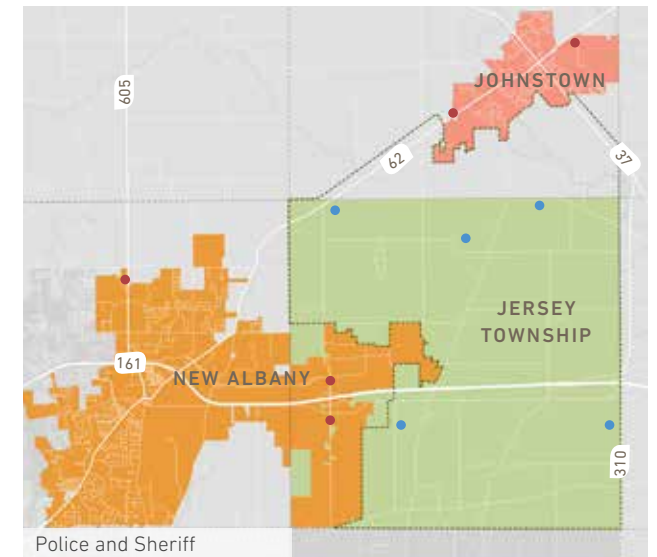 JOHNSTOWN
605
62
37
JERSEY
TOWNSHIP
161
NEW ALBANY
310
Police and Sheriff